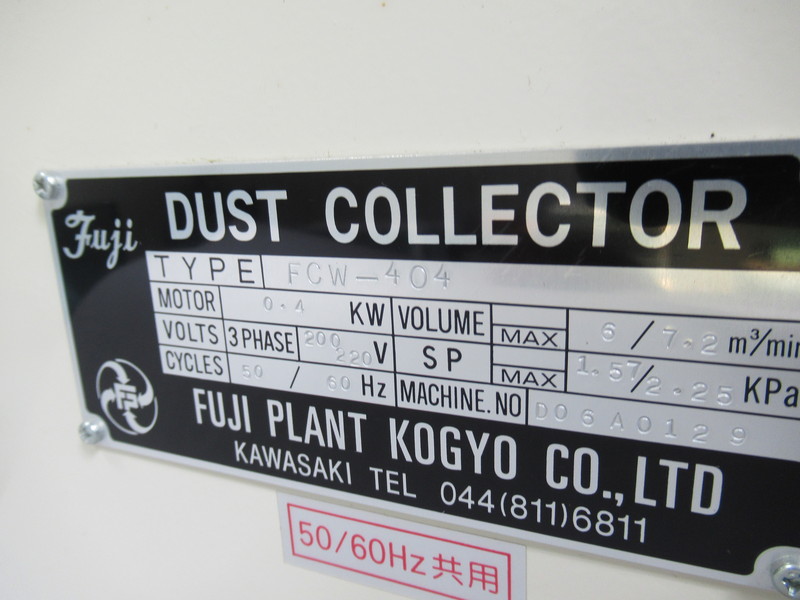 Fuji DUST COLLECTOR
TYPE FCW-404
MOTOR 0.4 KW VOLUME MAX 6/7.2 m³/min
VOLTS 3 PHASE 200 220 V SP MAX 1.57/2.25 KPa
CYCLES 50 / 60 Hz MACHINE.NO D06A0129
FUJI PLANT KOGYO CO., LTD
KAWASAKI TEL 044(811)6811
50/60Hz共用